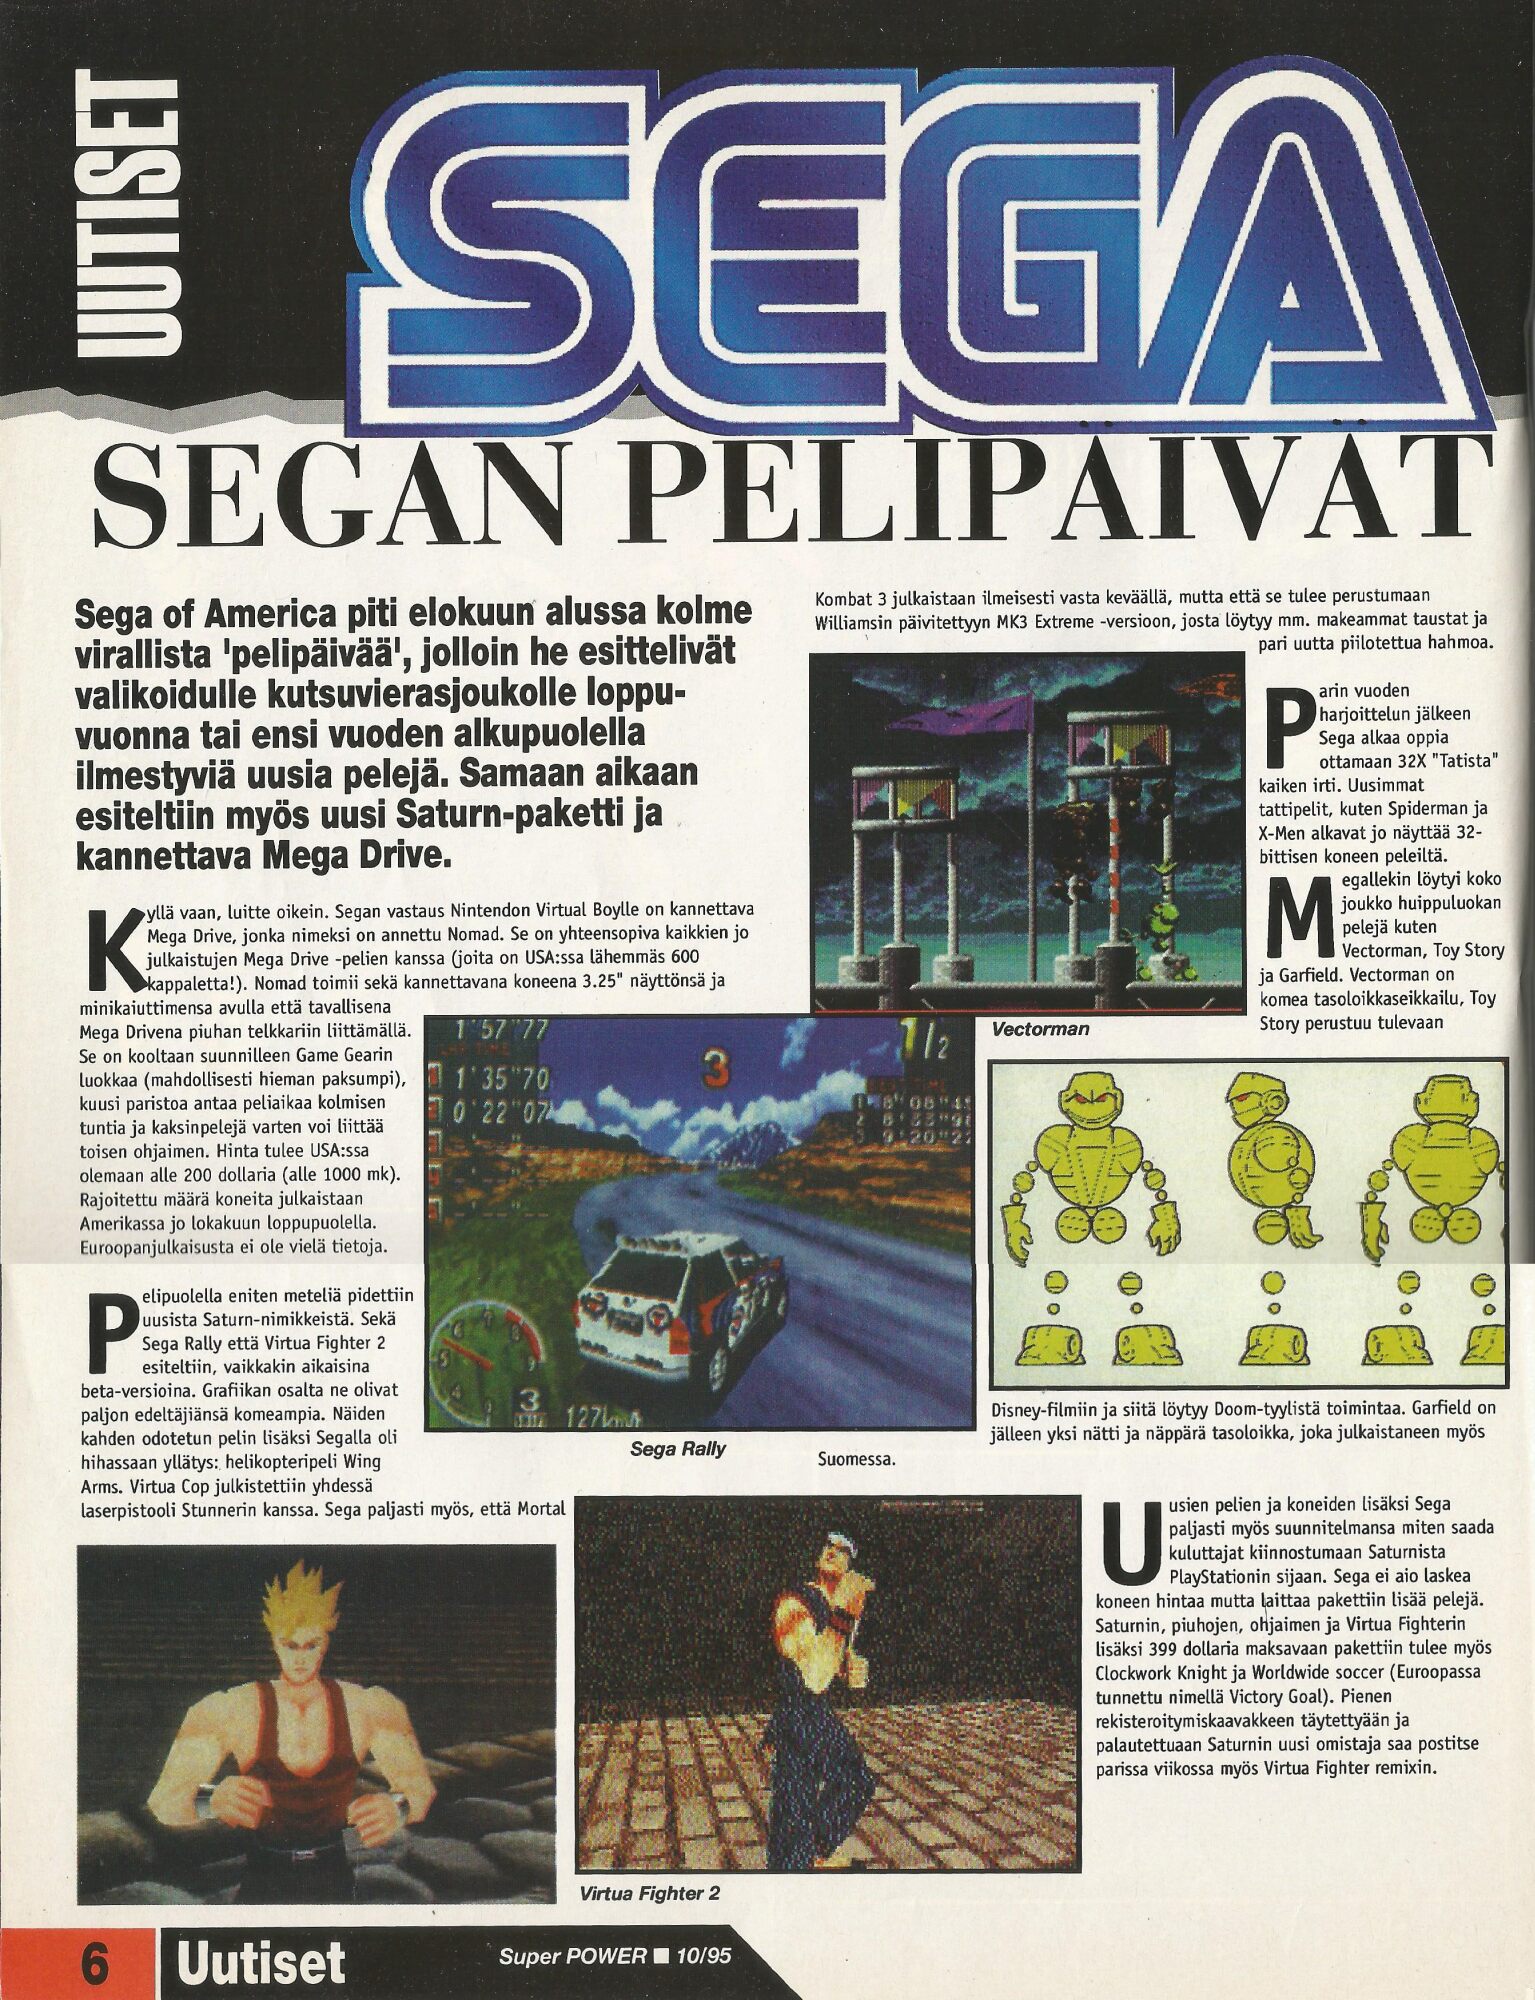 UUTISET
SEGA
SEGAN PELIPÄIVÄT
Sega of America piti elokuun alussa kolme
virallista 'pelipäivää', jolloin he esittelivät
valikoidulle kutsuvierasjoukolle loppu-
vuonna tai ensi vuoden alkupuolella
ilmestyviä uusia pelejä. Samaan aikaan
esiteltiin myös uusi Saturn-paketti ja
kannettava Mega Drive.
Kyllä vaan, luitte oikein. Segan vastaus Nintendon Virtual Boylle on kannettava
Mega Drive, jonka nimeksi on annettu Nomad. Se on yhteensopiva kaikkien jo
julkaistujen Mega Drive -pelien kanssa (joita on USA:ssa lähemmäs 600
kappaletta!). Nomad toimii sekä kannettavana koneena 3.25" näyttönsä ja
minikaiuttimensa avulla että tavallisena
Mega Drivena piuhan telkkariin liittämällä.
Se on kooltaan suunnilleen Game Gearin
luokkaa (mahdollisesti hieman paksumpi),
kuusi paristoa antaa peliaikaa kolmisen
tuntia ja kaksinpelejä varten voi liittää
toisen ohjaimen. Hinta tulee USA:ssa
olemaan alle 200 dollaria (alle 1000 mk).
Rajoitettu määrä koneita julkaistaan
Amerikassa jo lokakuun loppupuolella.
Euroopanjulkaisusta ei ole vielä tietoja.
Pelipuolella eniten meteliä pidettiin
uusista Saturn-nimikkeistä. Sekä
Sega Rally että Virtua Fighter 2
esiteltiin, vaikkakin aikaisina
beta-versioina. Grafiikan osalta ne olivat
paljon edeltäjiänsä komeampia. Näiden
kahden odotetun pelin lisäksi Segalla oli
hihassaan yllätys: helikopteripeli Wing
Arms. Virtua Cop julkistettiin yhdessä
laserpistooli Stunnerin kanssa. Sega paljasti myös, että Mortal
Kombat 3 julkaistaan ilmeisesti vasta keväällä, mutta että se tulee perustumaan
Williamsin päivitettyyn MK3 Extreme -versioon, josta löytyy mm. makeammat taustat ja
pari uutta piilotettua hahmoa.
Parin vuoden
harjoittelun jälkeen
Sega alkaa oppia
ottamaan 32X "Tatista"
kaiken irti. Uusimmat
tattipelit, kuten Spiderman ja
X-Men alkavat jo näyttää 32-
bittisen koneen peleiltä.
Megallekin löytyi koko
joukko huippuluokan
pelejä kuten
Vectorman, Toy Story
ja Garfield. Vectorman on
komea tasoloikkaseikkailu, Toy
Story perustuu tulevaan
Vectorman
1'57"77
1'35"70
0'22"07
3
1/2
8'08"45
9'20"22
3
127km/h
Sega Rally
Disney-filmiin ja siitä löytyy Doom-tyylistä toimintaa. Garfield on
jälleen yksi nätti ja näppärä tasoloikka, joka julkaistaneen myös
Suomessa.
Uusien pelien ja koneiden lisäksi Sega
paljasti myös suunnitelmansa miten saada
kuluttajat kiinnostumaan Saturnista
PlayStationin sijaan. Sega ei aio laskea
koneen hintaa mutta laittaa pakettiin lisää pelejä.
Saturnin, piuhojen, ohjaimen ja Virtua Fighterin
lisäksi 399 dollaria maksavaan pakettiin tulee myös
Clockwork Knight ja Worldwide soccer (Euroopassa
tunnettu nimellä Victory Goal). Pienen
rekisteroitymiskaavakkeen täytettyään ja
palautettuaan Saturnin uusi omistaja saa postitse
parissa viikossa myös Virtua Fighter remixin.
Virtua Fighter 2
6 Uutiset Super POWER ■ 10/95